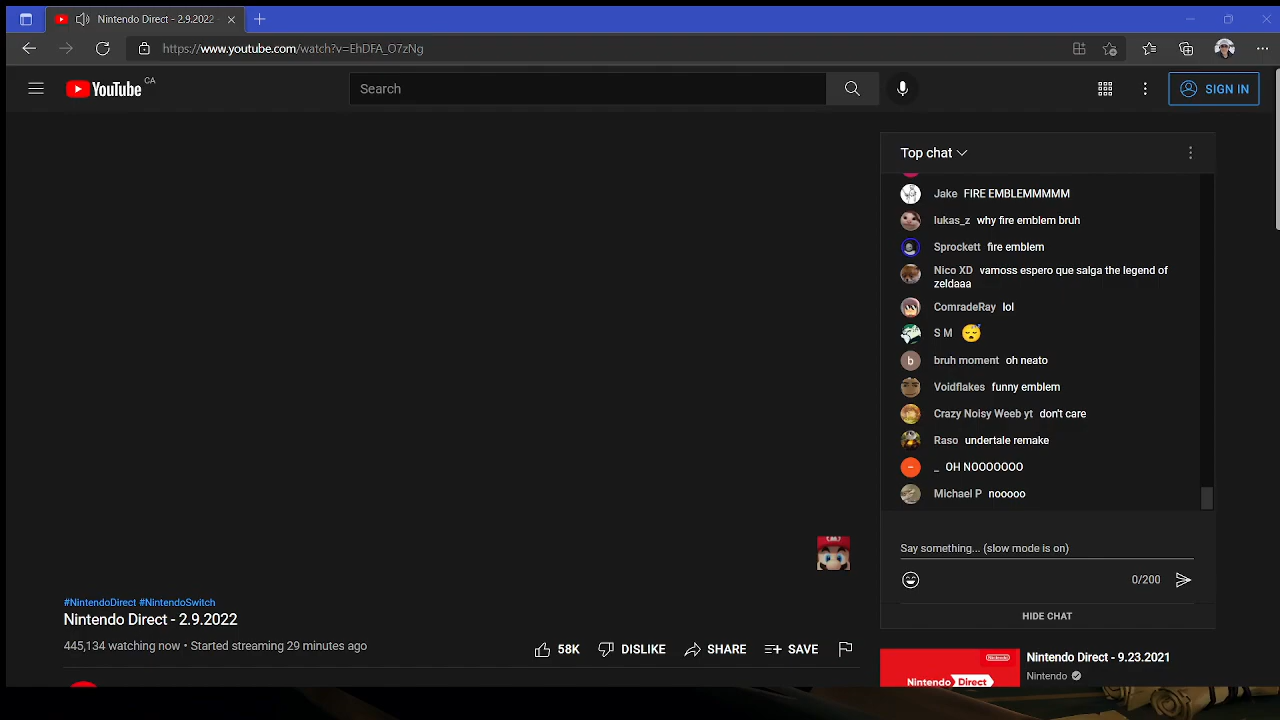 Nintendo Direct - 2.9.2022
https://www.youtube.com/watch?v=EhDFA_O7zNg
YouTube CA
Search
SIGN IN
Top chat
Jake FIRE EMBLEMMMMM
lukas_z why fire emblem bruh
Sprockett fire emblem
Nico XD vamoss espero que salga the legend of
zeldaaa
ComradeRay lol
S M 😴
b
bruh moment oh neato
Voidflakes funny emblem
Crazy Noisy Weeb yt don't care
Raso undertale remake
_ OH NOOOOOOO
Michael P nooooo
Say something... (slow mode is on)
0/200
HIDE CHAT
#NintendoDirect #NintendoSwitch
Nintendo Direct - 2.9.2022
445,134 watching now • Started streaming 29 minutes ago
58K
DISLIKE
SHARE
SAVE
Nintendo
Nintendo Direct
Nintendo Direct - 9.23.2021
Nintendo